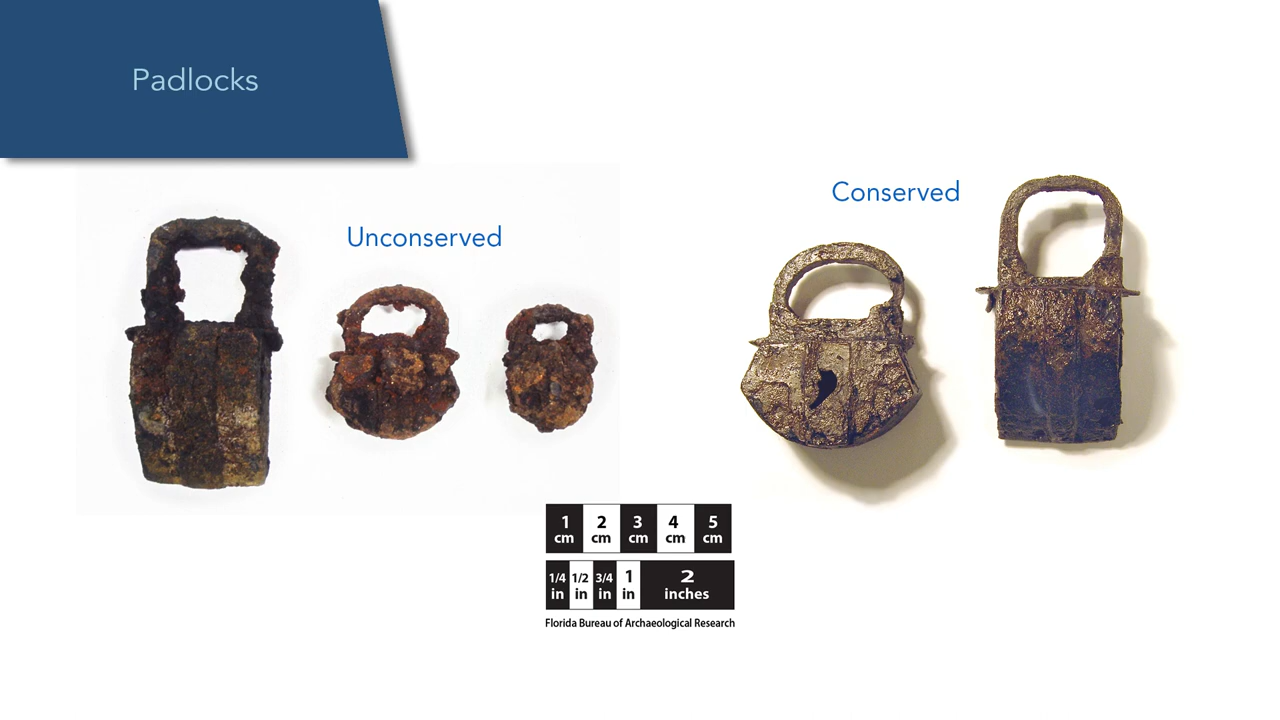 Padlocks
Unconserved
Conserved
1 2 3 4 5
cm cm cm cm cm
1/4 1/2 3/4 1 2
in in in in inches
Florida Bureau of Archaeological Research